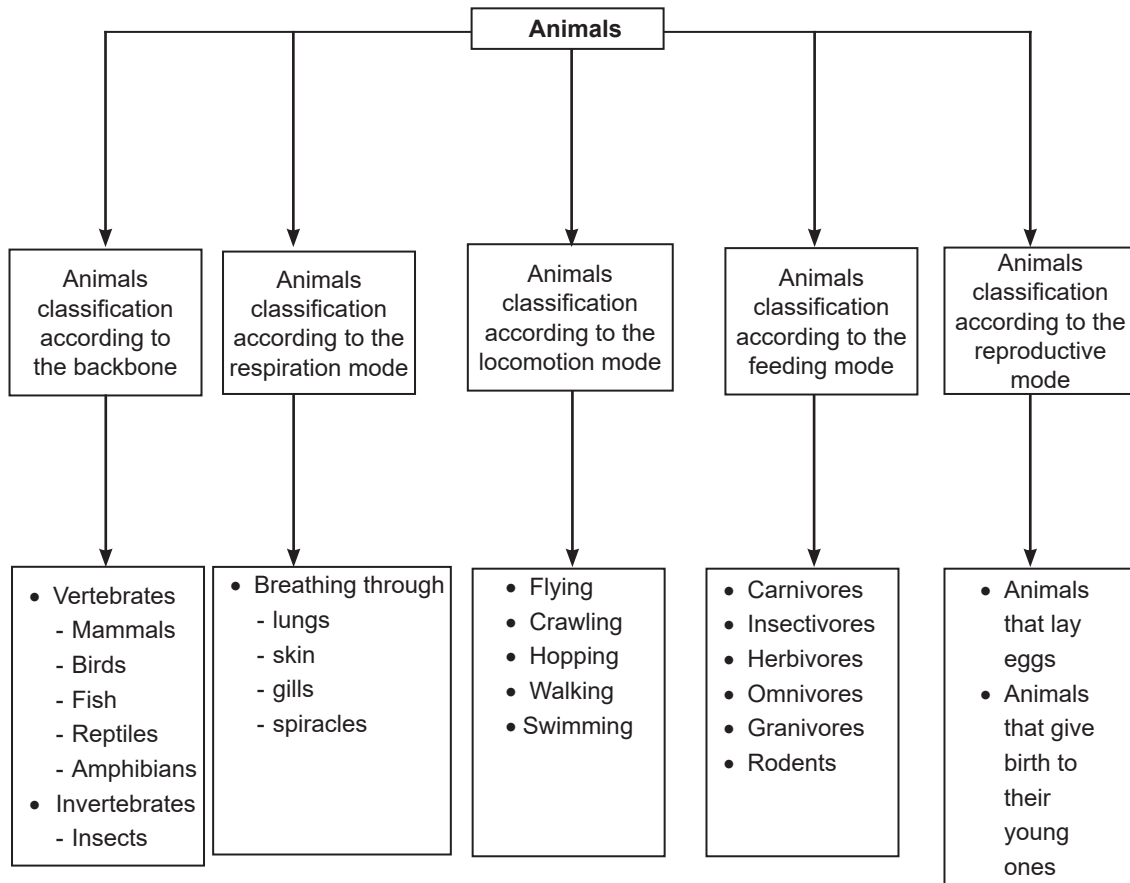 Animals
Animals
classification
according to
the backbone
Animals
classification
according to the
respiration mode
Animals
classification
according to the
locomotion mode
Animals
classification
according to the
feeding mode
Animals
classification
according to the
reproductive
mode
• Vertebrates
- Mammals
- Birds
- Fish
- Reptiles
- Amphibians
• Invertebrates
- Insects
• Breathing through
- lungs
- skin
- gills
- spiracles
• Flying
• Crawling
• Hopping
• Walking
• Swimming
• Carnivores
• Insectivores
• Herbivores
• Omnivores
• Granivores
• Rodents
• Animals
that lay
eggs
• Animals
that give
birth to
their
young
ones